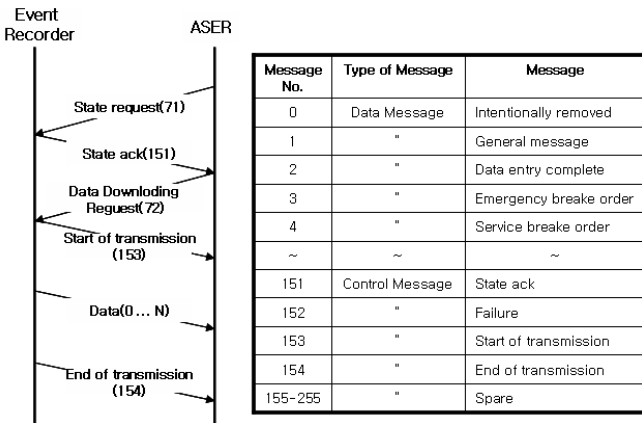 Event
Recorder
ASER
State request(71)
State ack(151)
Data Downloding
Reguest(72)
Start of transmission
(153)
Data(0 ... N)
End of transmission
(154)
Message No. Type of Message Message
0 Data Message Intentionally removed
1 " General message
2 " Data entry complete
3 " Emergency breake order
4 " Service breake order
~ ~ ~
151 Control Message State ack
152 " Failure
153 " Start of transmission
154 " End of transmission
155-255 " Spare